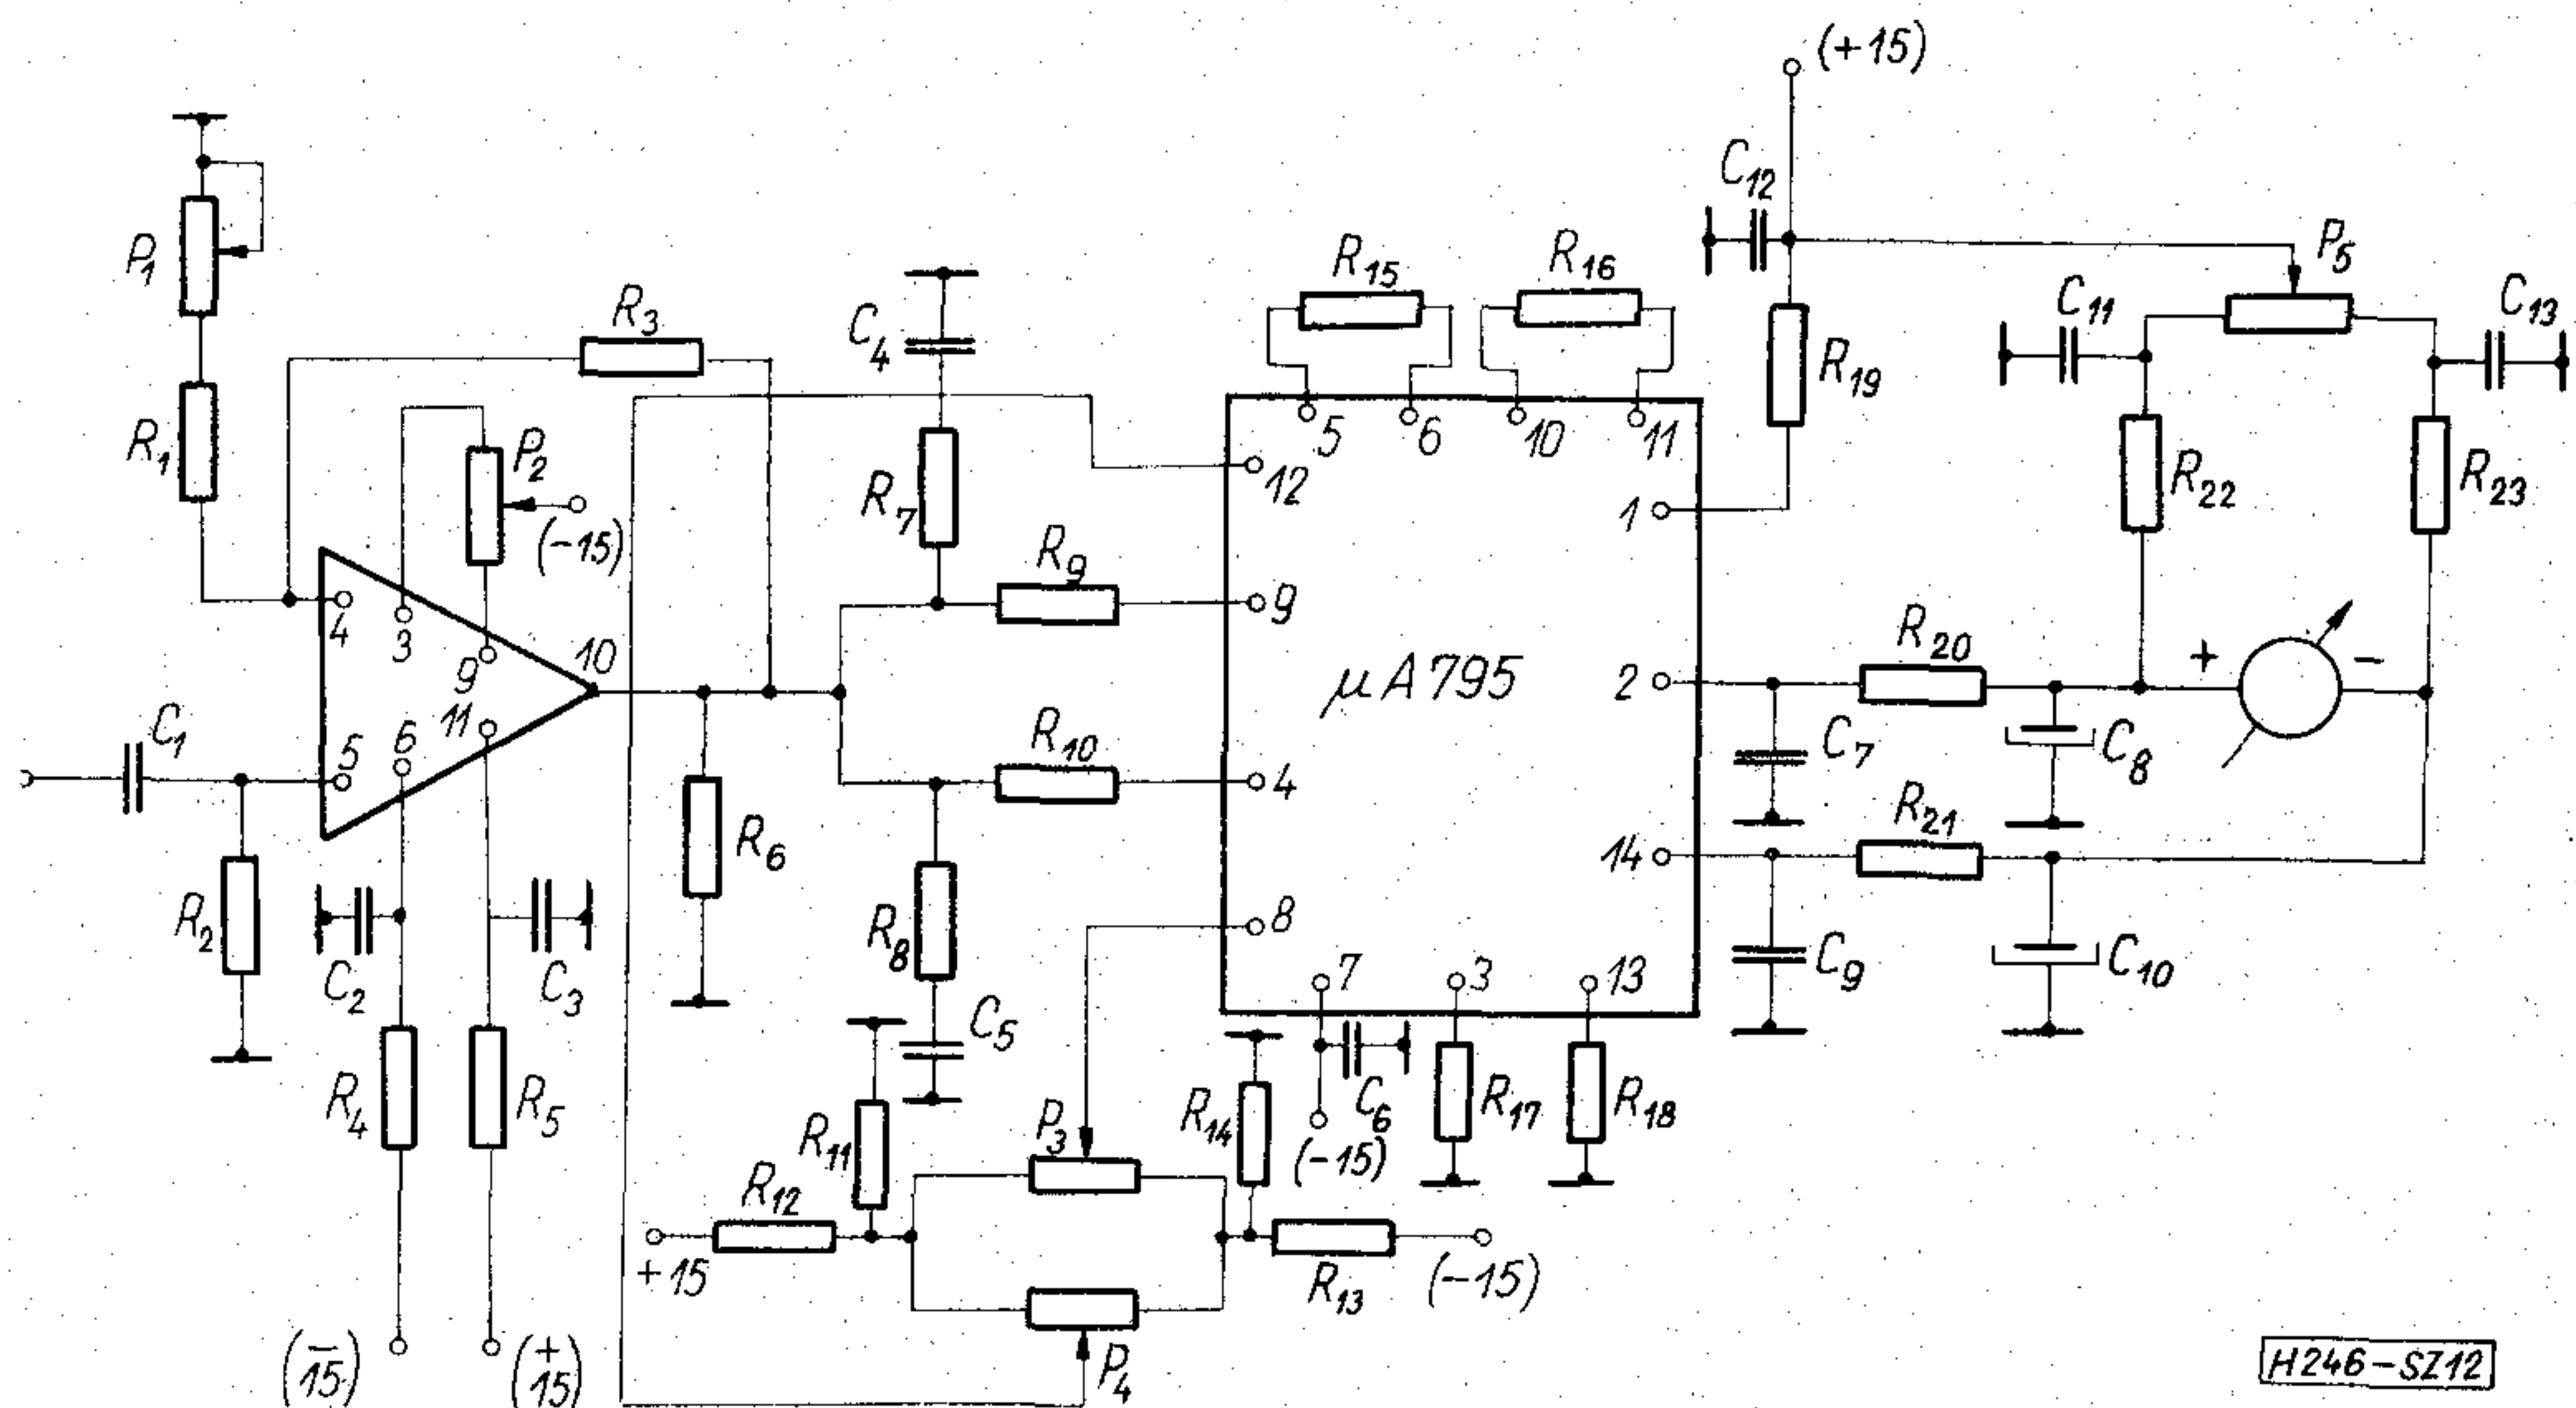 (+15)
C12
P5
P1
R15
R16
C11
C13
R3
C4
R19
R1
P2
5
6
10
11
R7
12
R22
R23
(-15)
1
R9
4
3
9
10
9
R20
+
-
μA795
2
C1
11
6
5
R10
C7
C8
4
R6
R21
14
8
R2
R8
C2
C3
7
3
13
C9
C10
C5
R4
R5
R11
P3
R14
C6
R17
R18
(-15)
R12
+15
R13
(-15)
(-15)
(+15)
P4
H246-SZ12